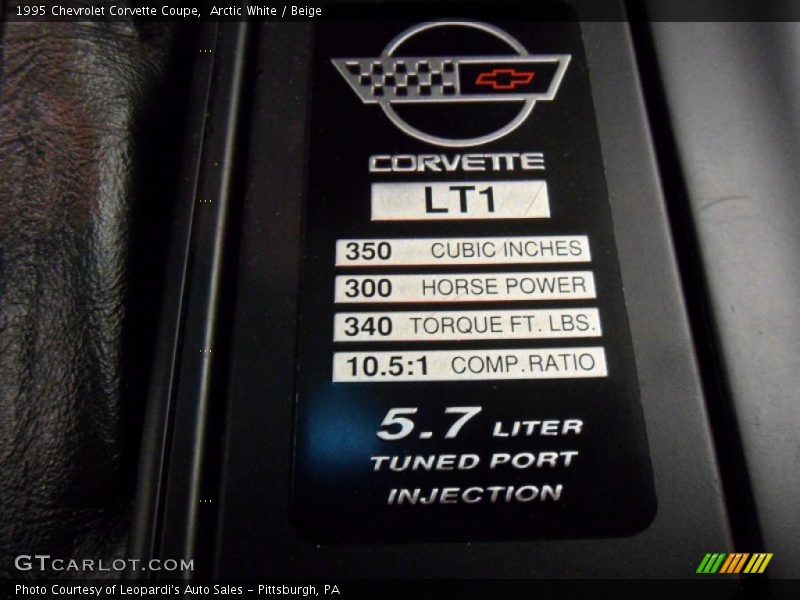 1995 Chevrolet Corvette Coupe,  Arctic White / Beige
CORVETTE
LT1
350 CUBIC INCHES
300 HORSE POWER
340 TORQUE FT. LBS.
10.5:1 COMP.RATIO
5.7 LITER
TUNED PORT
INJECTION
GTCARLOT.COM
Photo Courtesy of Leopardi's Auto Sales - Pittsburgh, PA